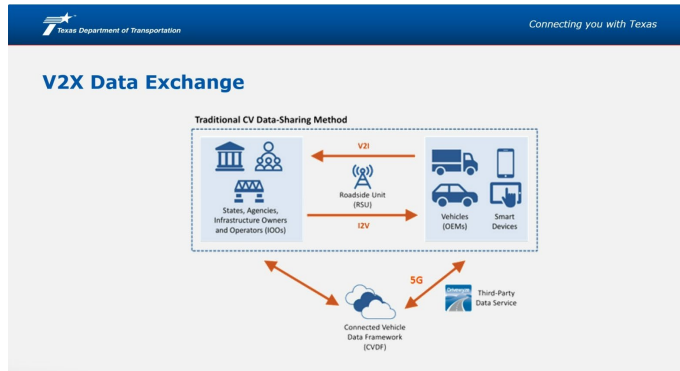 Texas Department of Transportation
Connecting you with Texas
V2X Data Exchange
Traditional CV Data-Sharing Method
V2I
Roadside Unit
(RSU)
I2V
States, Agencies,
Infrastructure Owners
and Operators (IOOs)
Vehicles
(OEMs)
Smart
Devices
5G
Third-Party
Data Service
Connected Vehicle
Data Framework
(CVDF)